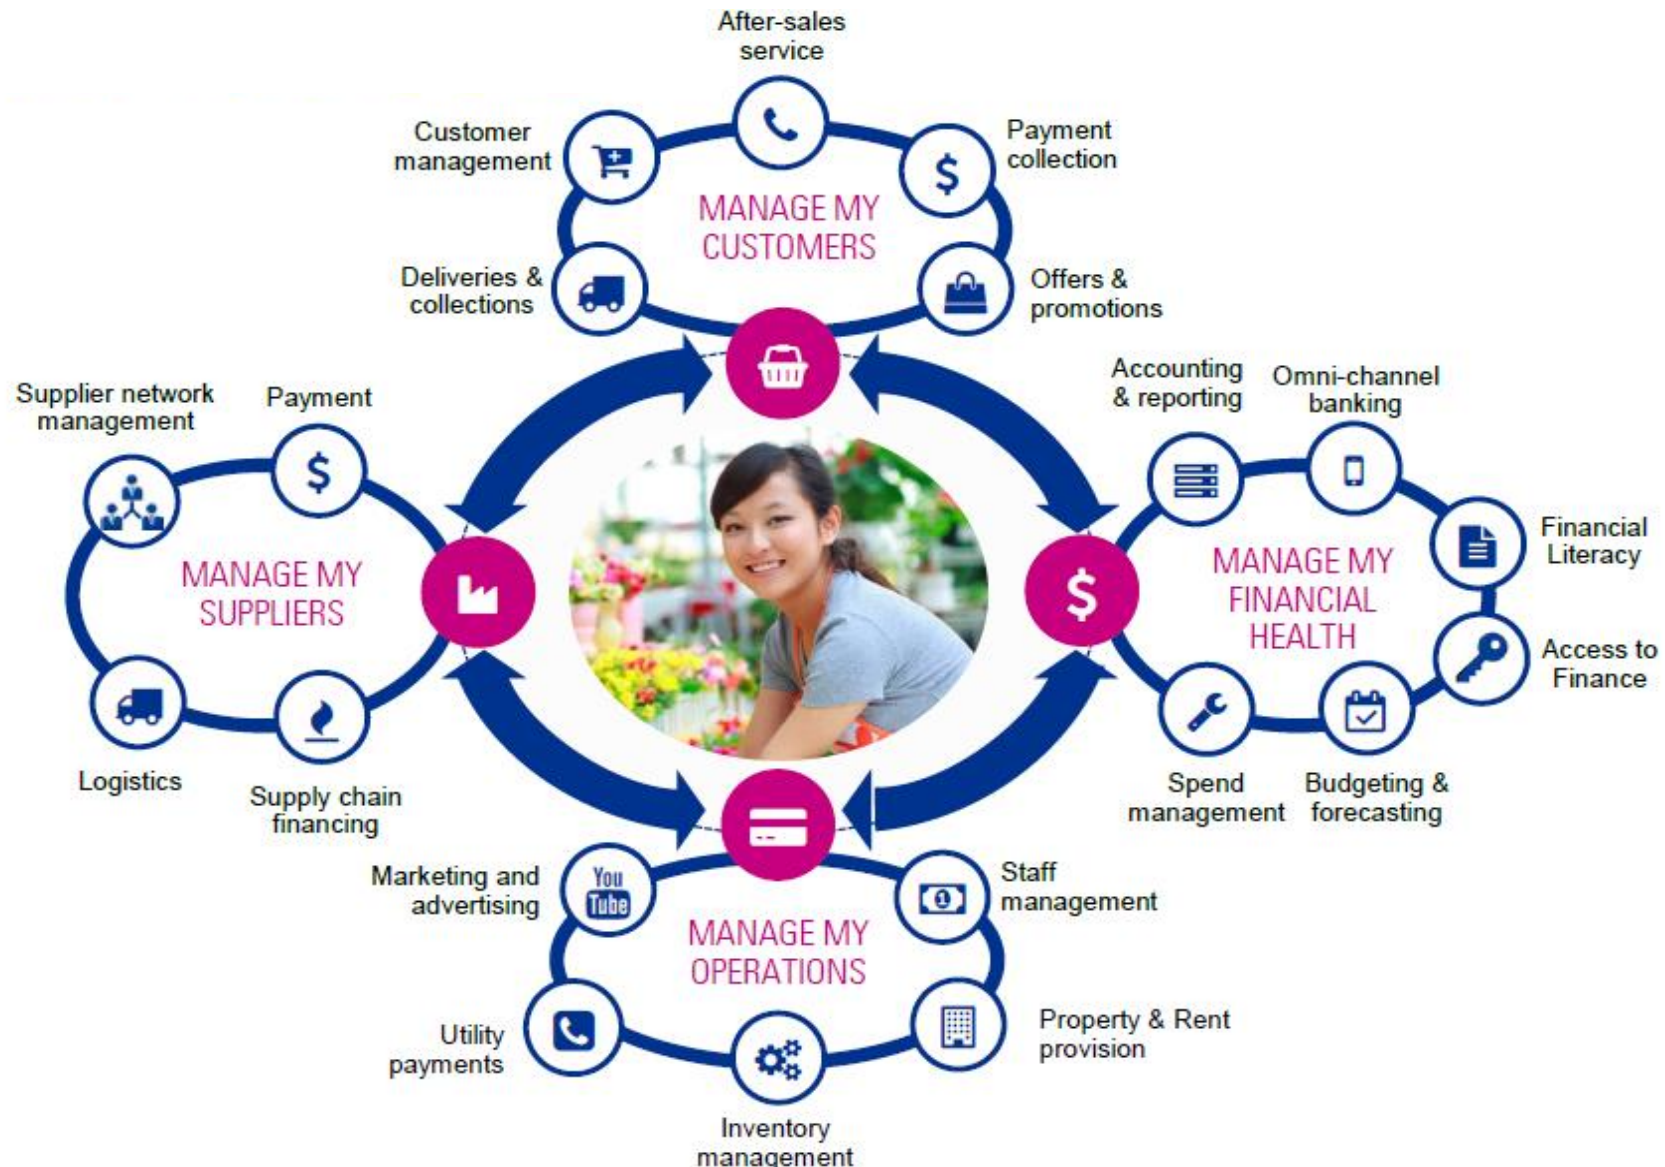 After-sales
service
Customer
management
Payment
collection
MANAGE MY
CUSTOMERS
Deliveries &
collections
Offers &
promotions
Supplier network
management
Payment
$
MANAGE MY
SUPPLIERS
Logistics
Supply chain
financing
Accounting
& reporting
Omni-channel
banking
Financial
Literacy
MANAGE MY
FINANCIAL
HEALTH
$
Access to
Finance
Spend
management
Budgeting &
forecasting
Marketing and
advertising
You
Tube
Staff
management
1
MANAGE MY
OPERATIONS
Utility
payments
Property & Rent
provision
Inventory
management
$